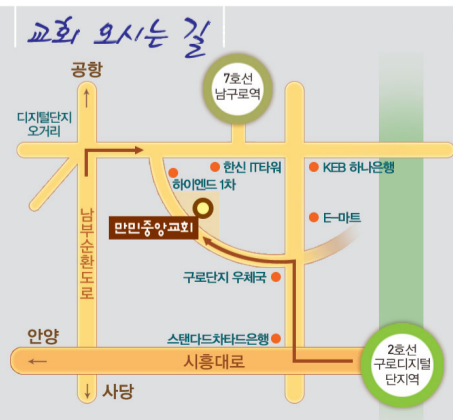 교회 오시는 길
공항
7호선
남구로역
디지털단지
오거리
한신 IT타워
KEB 하나은행
하이엔드 1차
남부순환도로
만민중앙교회
E-마트
구로단지 우체국
안양
스탠다드차타드은행
시흥대로
2호선
구로디지털
단지역
사당